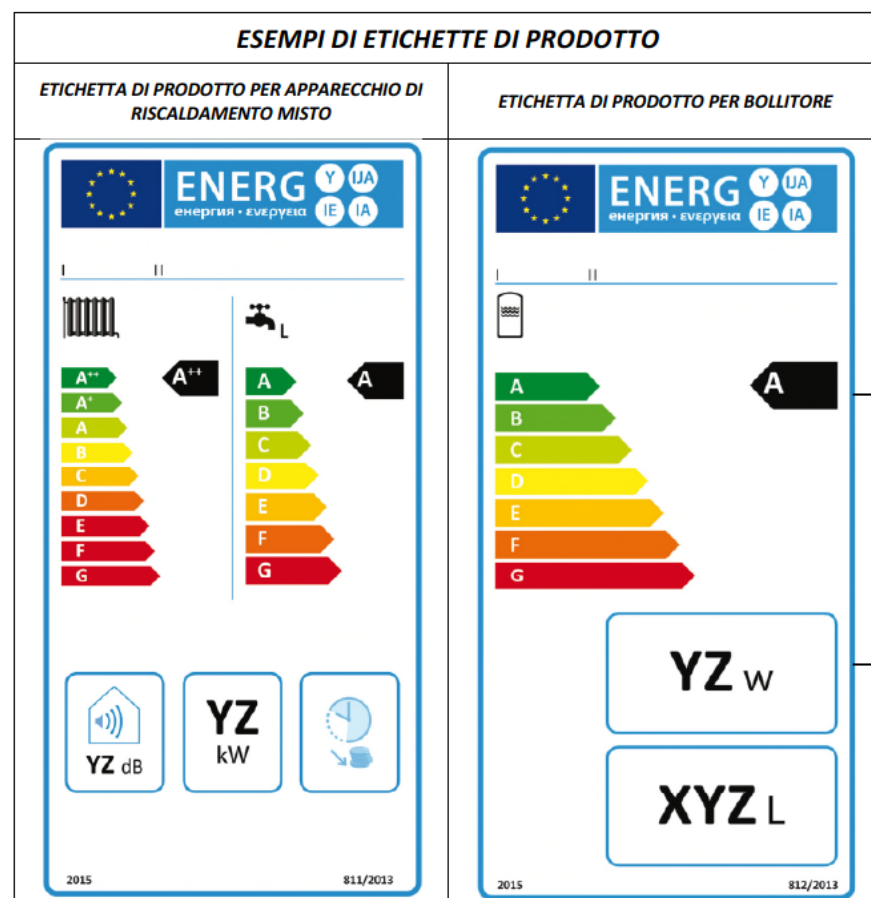 ESEMPI DI ETICHETTE DI PRODOTTO
ETICHETTA DI PRODOTTO PER APPARECCHIO DI
RISCALDAMENTO MISTO
ENERG Y IJA
енергия · ενεργεια IE IA
I II
L
A++ A++ A A
A+ B
A C
B D
C E
D F
E G
F
G
YZ dB
YZ
kW
2015 811/2013
ETICHETTA DI PRODOTTO PER BOLLITORE
ENERG Y IJA
енергия · ενεργεια IE IA
I II
A A
B
C
D
E
F
G
YZ W
XYZ L
2015 812/2013